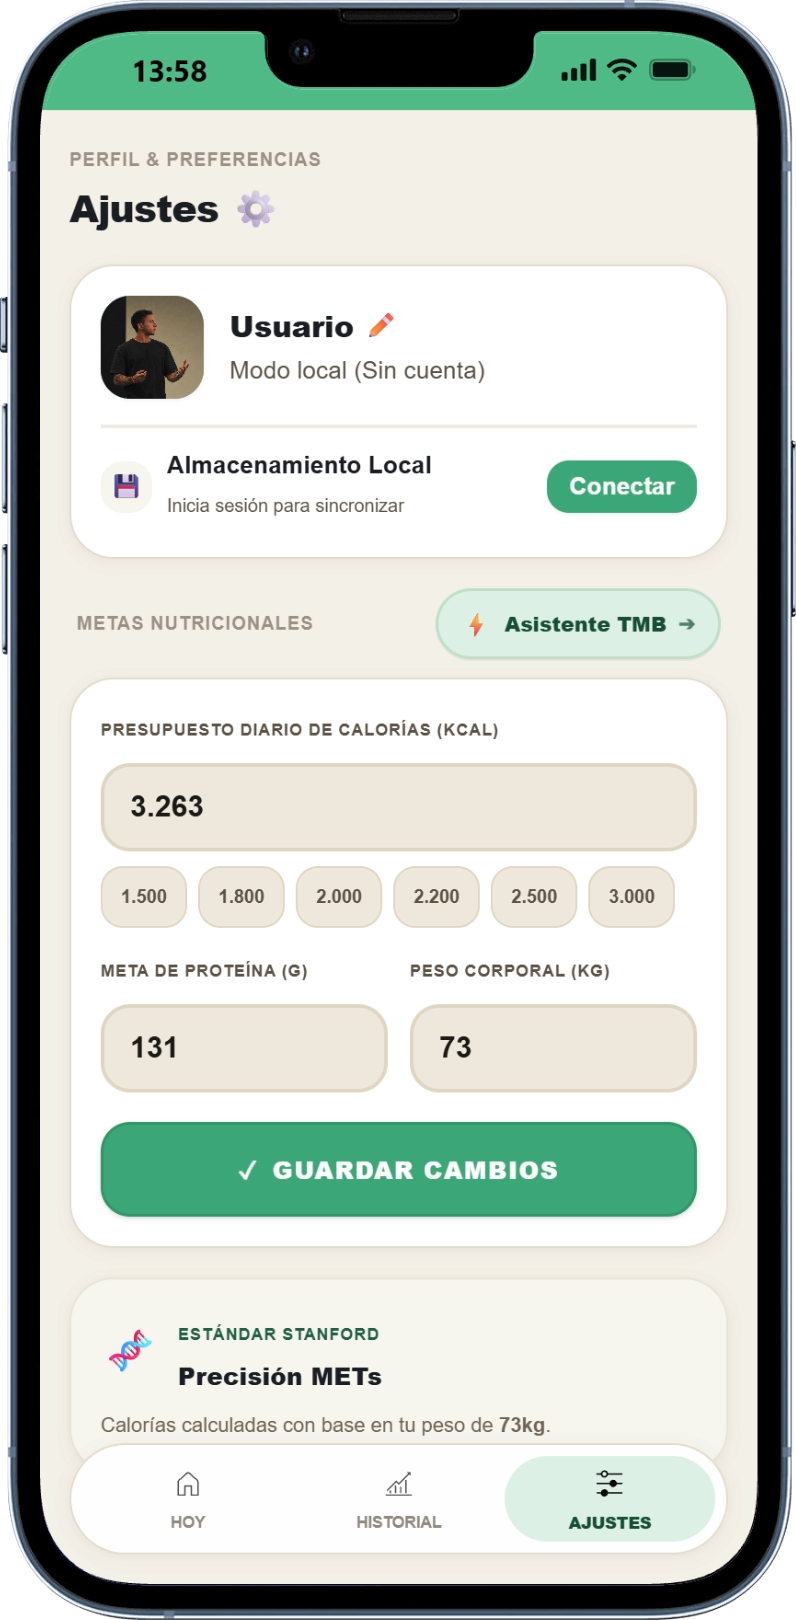 13:58
PERFIL & PREFERENCIAS
Ajustes
Usuario
Modo local (Sin cuenta)
Almacenamiento Local
Inicia sesión para sincronizar
Conectar
METAS NUTRICIONALES
Asistente TMB →
PRESUPUESTO DIARIO DE CALORÍAS (KCAL)
3.263
1.500 1.800 2.000 2.200 2.500 3.000
META DE PROTEÍNA (G) PESO CORPORAL (KG)
131 73
✓ GUARDAR CAMBIOS
ESTÁNDAR STANFORD
Precisión METs
Calorías calculadas con base en tu peso de 73kg.
HOY HISTORIAL AJUSTES